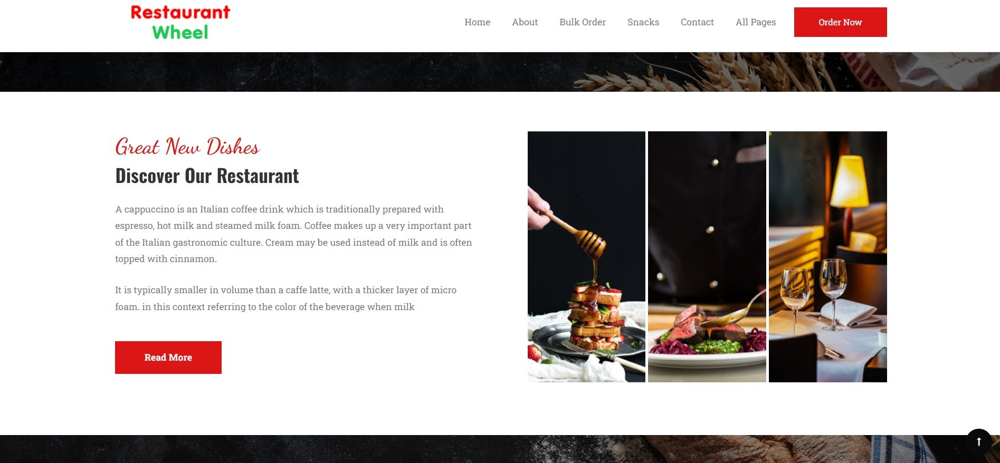 Restaurant
Wheel
Home
About
Bulk Order
Snacks
Contact
All Pages
Order Now
Great New Dishes
Discover Our Restaurant
A cappuccino is an Italian coffee drink which is traditionally prepared with
espresso, hot milk and steamed milk foam. Coffee makes up a very important part
of the Italian gastronomic culture. Cream may be used instead of milk and is often
topped with cinnamon.
It is typically smaller in volume than a caffe latte, with a thicker layer of micro
foam. in this context referring to the color of the beverage when milk
Read More